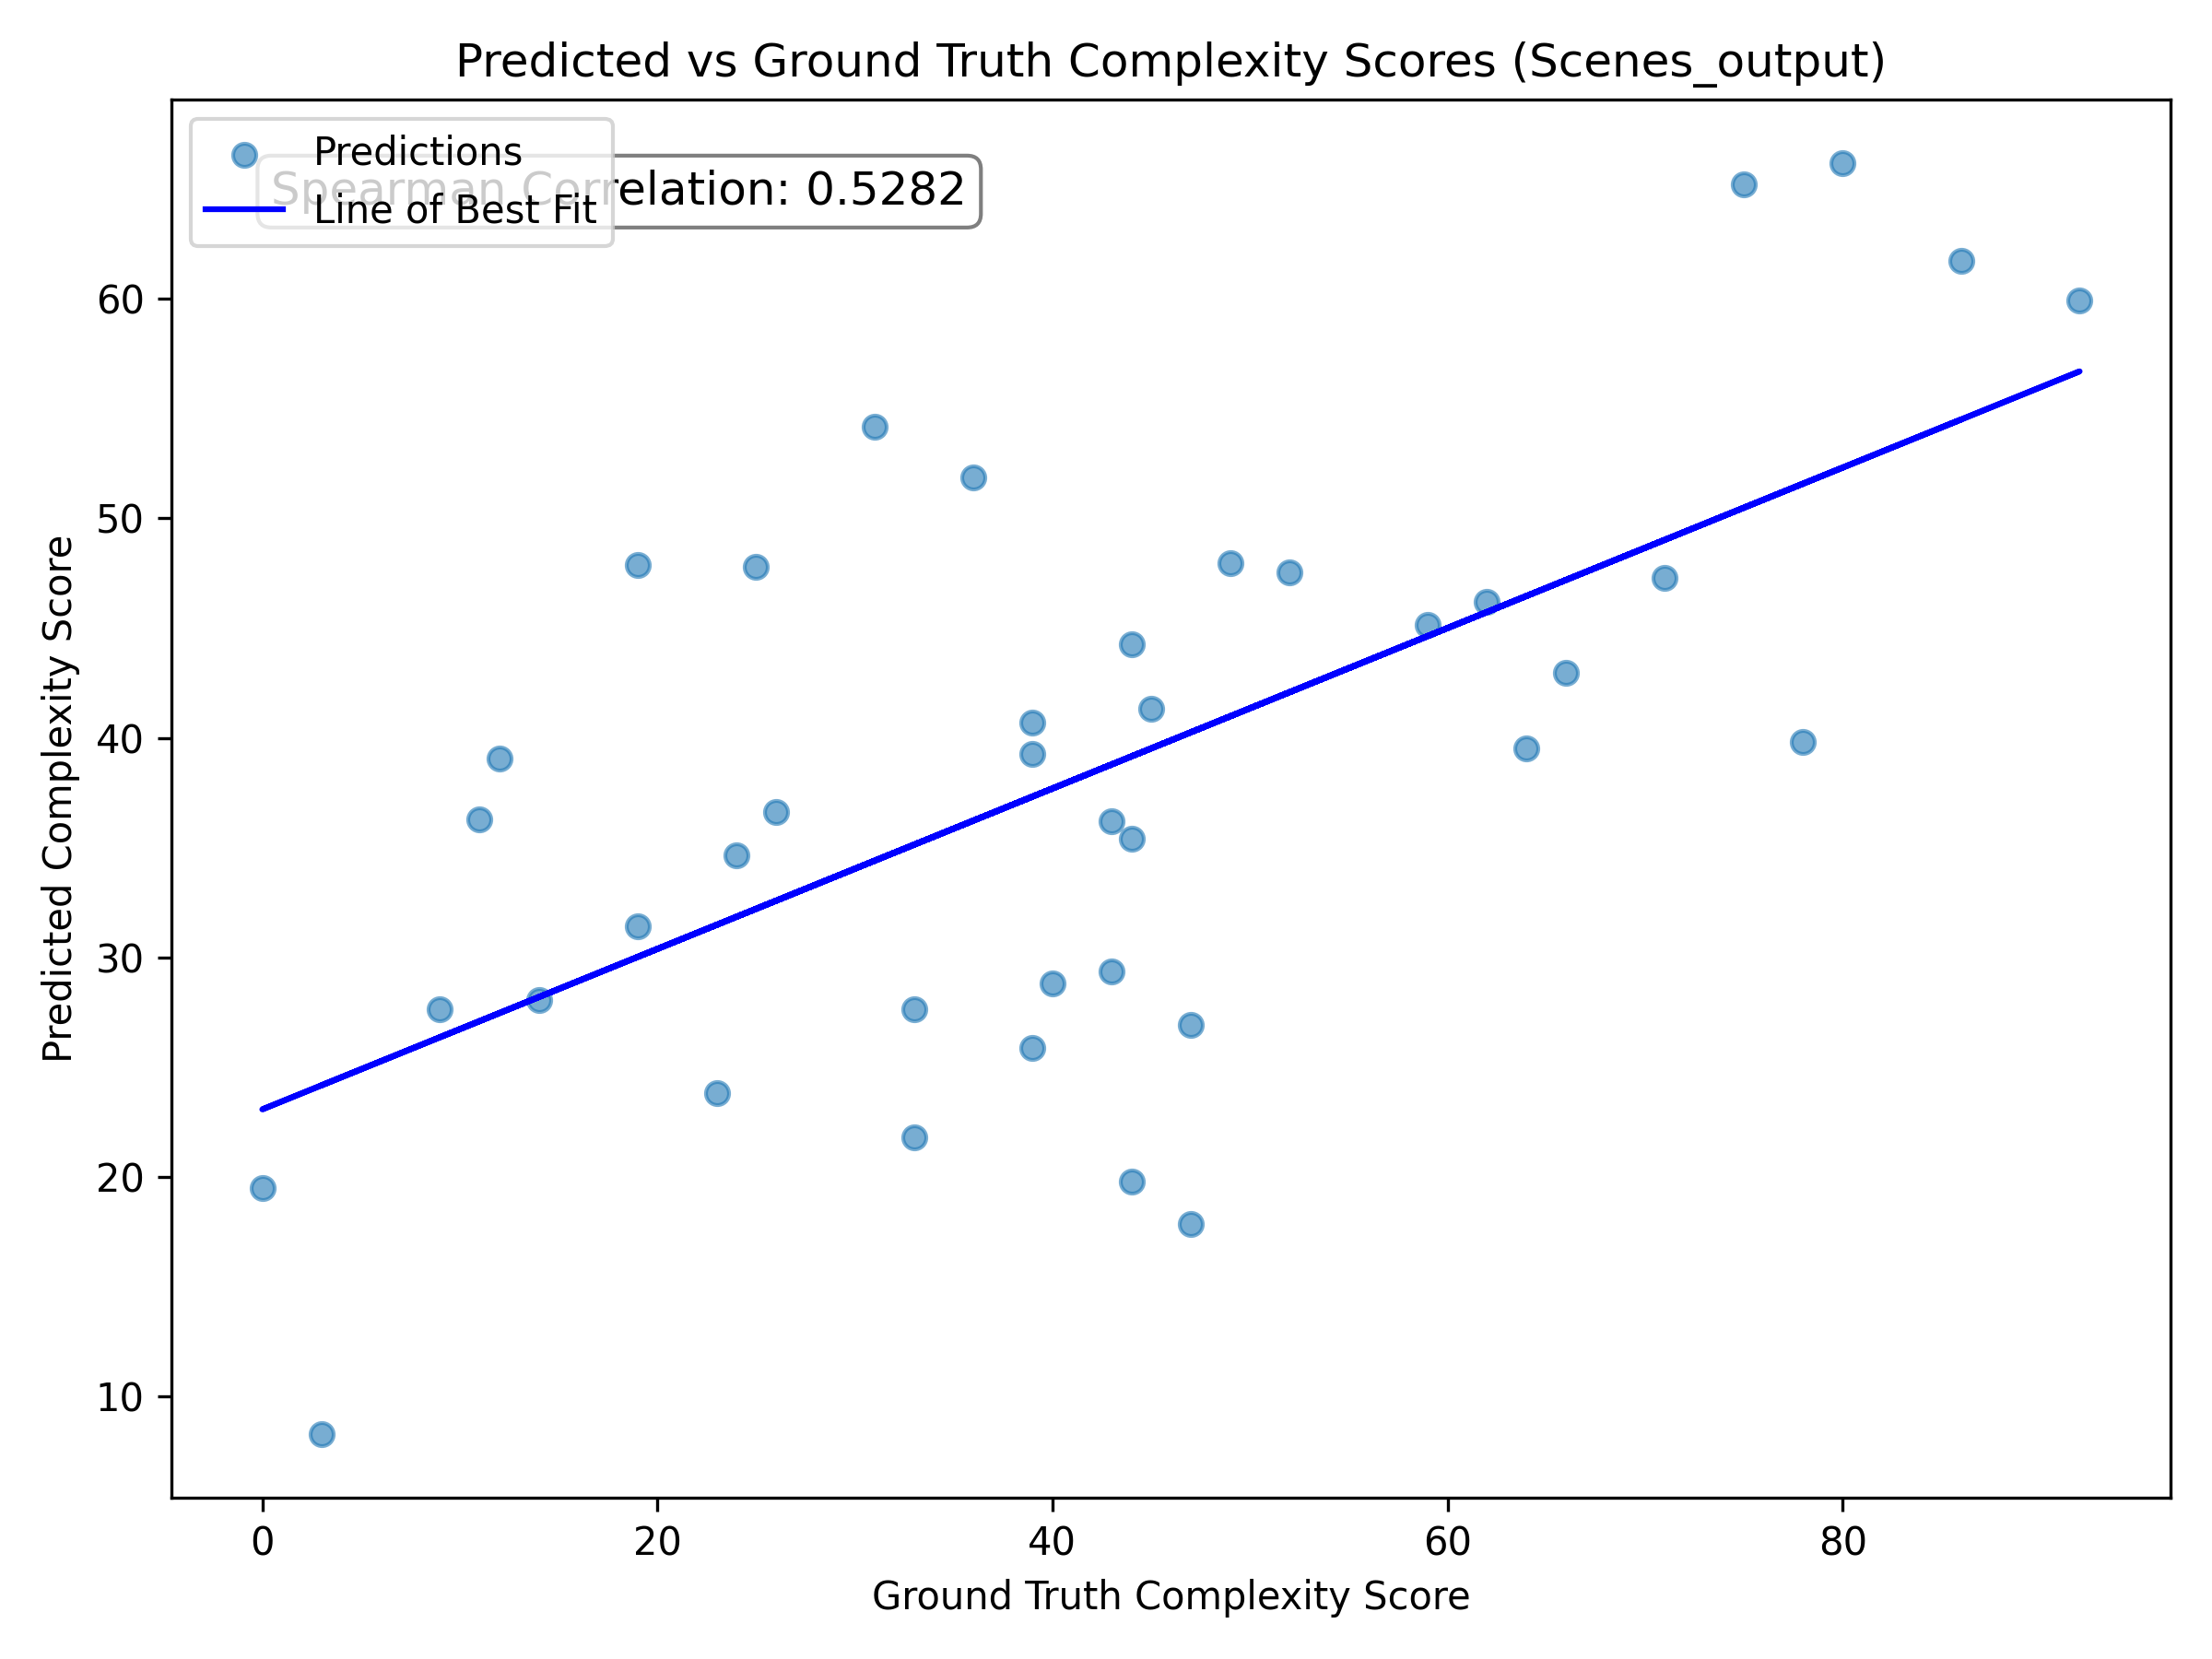 Predicted vs Ground Truth Complexity Scores (Scenes_output)
Predictions
Spearman Correlation: 0.5282
Line of Best Fit
60
50
40
30
20
10
Predicted Complexity Score
0 20 40 60 80
Ground Truth Complexity Score